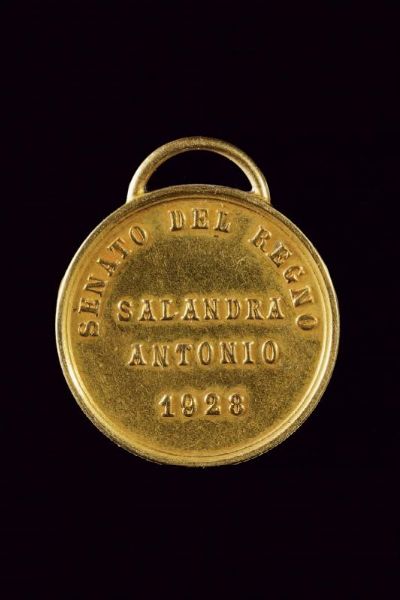 SENATO DEL REGNO
SALANDRA
ANTONIO
1928